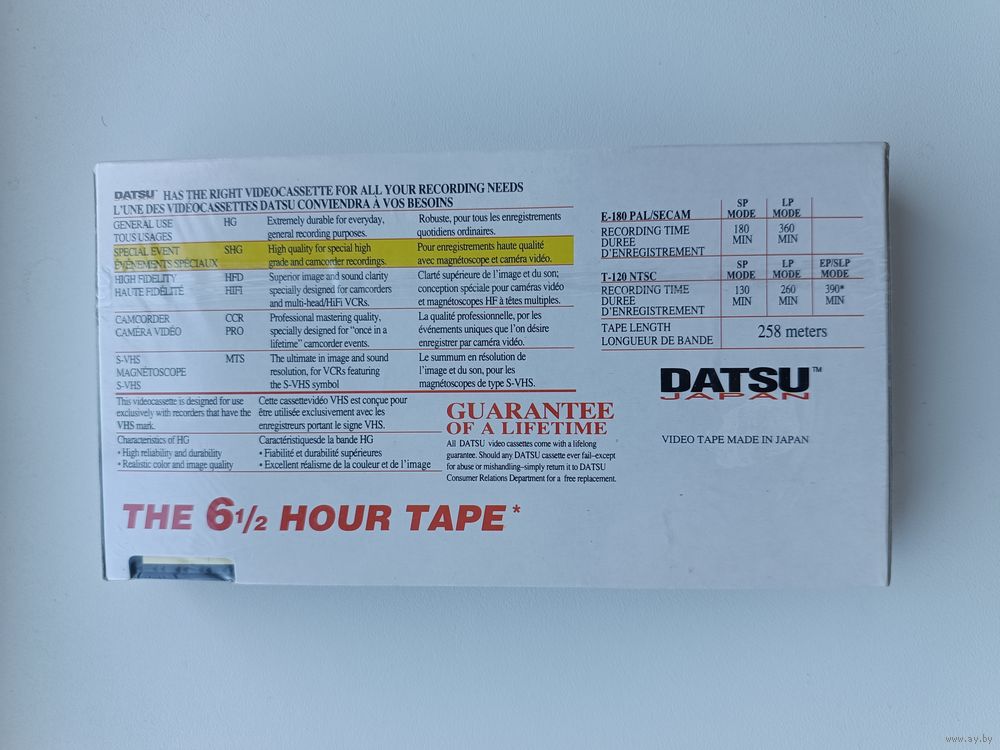 DATSU™ HAS THE RIGHT VIDEOCASSETTE FOR ALL YOUR RECORDING NEEDS
L'UNE DES VIDÉOCASSETTES DATSU CONVIENDRA À VOS BESOINS
GENERAL USE HG Extremely durable for everyday, Robuste, pour tous les enregistrements
TOUS USAGES general recording purposes. quotidiens ordinaires.
SPECIAL EVENT SHG High quality for special high Pour enregistrements haute qualité
ÉVÉNEMENTS SPÉCIAUX grade and camcorder recordings. avec magnétoscope et caméra vidéo.
HIGH FIDELITY HFD Superior image and sound clarity Clarté supérieure de l'image et du son;
HAUTE FIDÉLITÉ HIFI specially designed for camcorders conception spéciale pour caméras vidéo
and multi-head/HiFi VCRs. et magnétoscopes HF à têtes multiples.
CAMCORDER CCR Professional mastering quality, La qualité professionnelle, por les
CAMÉRA VIDÉO PRO specially designed for "once in a événements uniques que l'on désire
lifetime" camcorder events. enregistrer par caméra vidéo.
S-VHS MTS The ultimate in image and sound Le summum en résolution de
MAGNÉTOSCOPE resolution, for VCRs featuring l'image et du son, pour les
S-VHS the S-VHS symbol magnétoscopes de type S-VHS.
This videocassette is designed for use Cette cassettevidéo VHS est conçue pour
exclusively with recorders that have the être utilisée exclusivement avec les
VHS mark. enregistreurs portant le signe VHS.
Characteristics of HG Caractéristiquesde la bande HG
• High reliability and durability • Fiabilité et durabilité supérieures
• Realistic color and image quality • Excellent réalisme de la couleur et de l'image
GUARANTEE
OF A LIFETIME
All DATSU video cassettes come with a lifelong
guarantee. Should any DATSU cassette ever fail–except
for abuse or mishandling–simply return it to DATSU
Consumer Relations Department for a free replacement.
THE 6 1/2 HOUR TAPE*
SP LP
E-180 PAL/SECAM MODE MODE
RECORDING TIME 180 360
DUREE MIN MIN
D'ENREGISTREMENT
SP LP EP/SLP
T-120 NTSC MODE MODE MODE
RECORDING TIME 130 260 390*
DUREE MIN MIN MIN
D'ENREGISTREMENT
TAPE LENGTH 258 meters
LONGUEUR DE BANDE
DATSU™
JAPAN
VIDEO TAPE MADE IN JAPAN
www.ay.by